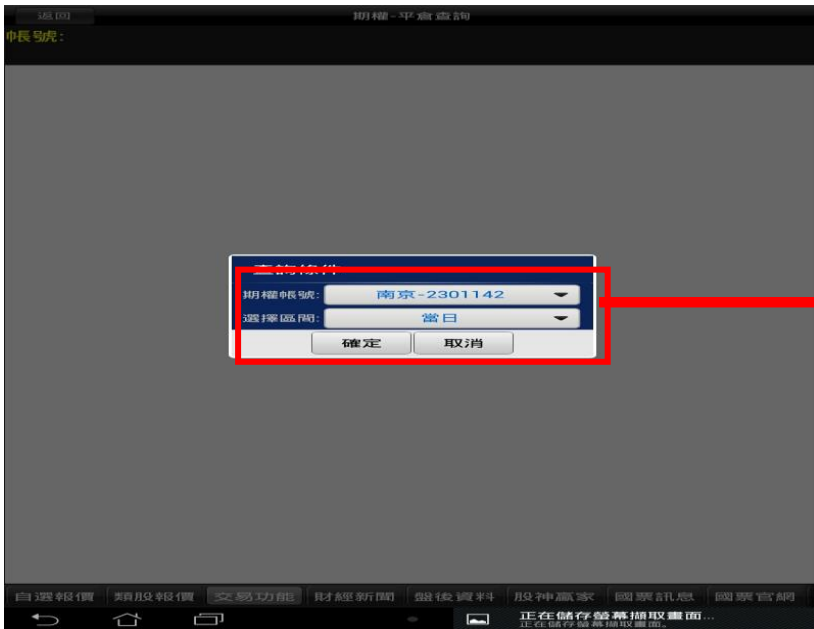 返回 期權-平倉查詢
帳號:
查詢條件
期權帳號: 南京-2301142
選擇區間: 當日
確定 取消
自選報價 類股報價 交易功能 財經新聞 盤後資料 股神贏家 國票訊息 國票官網
正在儲存螢幕擷取畫面...
正在儲存螢幕擷取畫面。